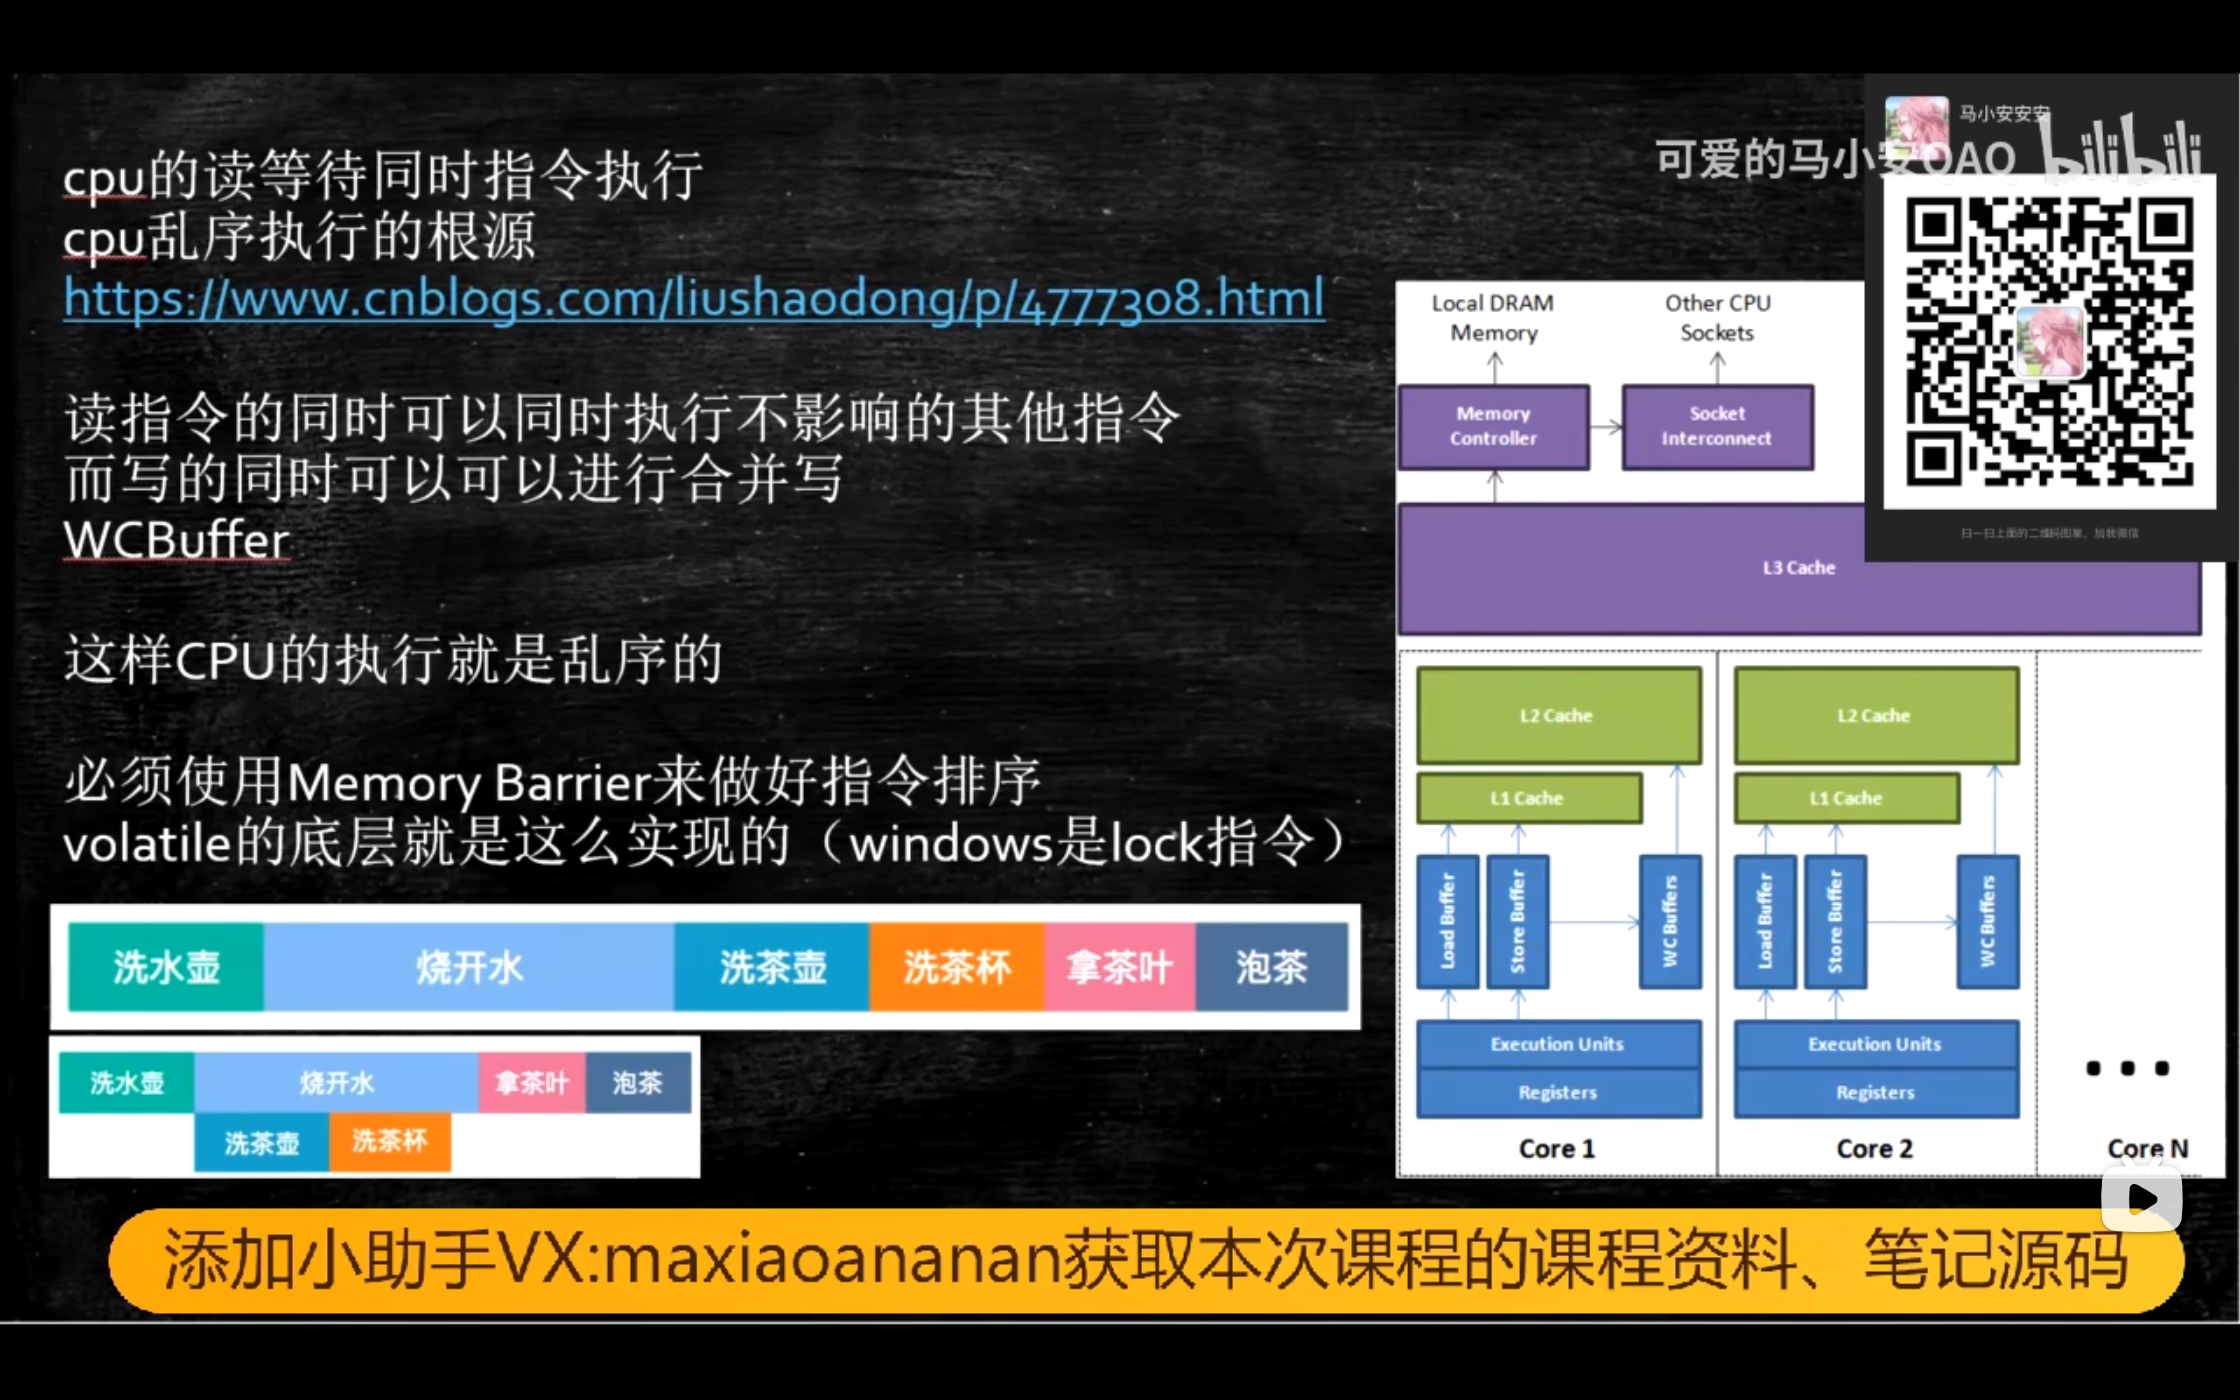 马小安安安
可爱的马小安QAQ bilibili
cpu的读等待同时指令执行
cpu乱序执行的根源
https://www.cnblogs.com/liushaodong/p/4777308.html
读指令的同时可以同时执行不影响的其他指令
而写的同时可以可以进行合并写
WCBuffer
这样CPU的执行就是乱序的
必须使用Memory Barrier来做好指令排序
volatile的底层就是这么实现的（windows是lock指令）
洗水壶 烧开水 洗茶壶 洗茶杯 拿茶叶 泡茶
洗水壶 烧开水 拿茶叶 泡茶
洗茶壶 洗茶杯
扫一扫上面的二维码图案，加我微信
Local DRAM Other CPU
Memory Sockets
Memory Socket
Controller Interconnect
L3 Cache
L2 Cache L2 Cache
L1 Cache L1 Cache
Load Buffer Store Buffer WC Buffers Load Buffer Store Buffer WC Buffers
Execution Units Execution Units
Registers Registers
...
Core 1 Core 2 Core N
添加小助手VX:maxiaoananan获取本次课程的课程资料、笔记源码